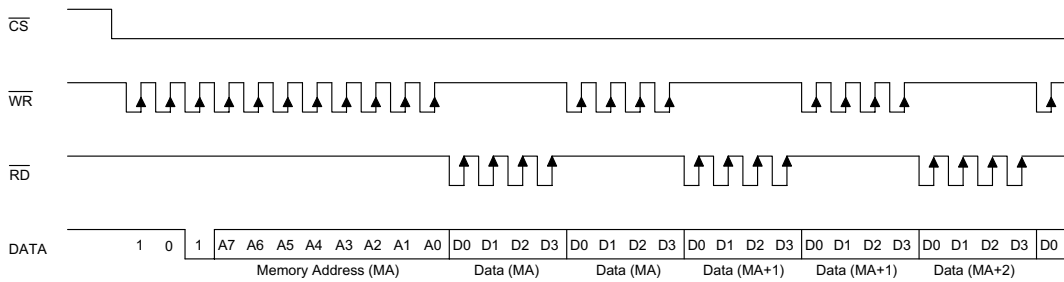 CS
WR
RD
DATA 1 0 1 A7 A6 A5 A4 A3 A2 A1 A0 D0 D1 D2 D3 D0 D1 D2 D3 D0 D1 D2 D3 D0 D1 D2 D3 D0 D1 D2 D3 D0
Memory Address (MA) Data (MA) Data (MA) Data (MA+1) Data (MA+1) Data (MA+2)